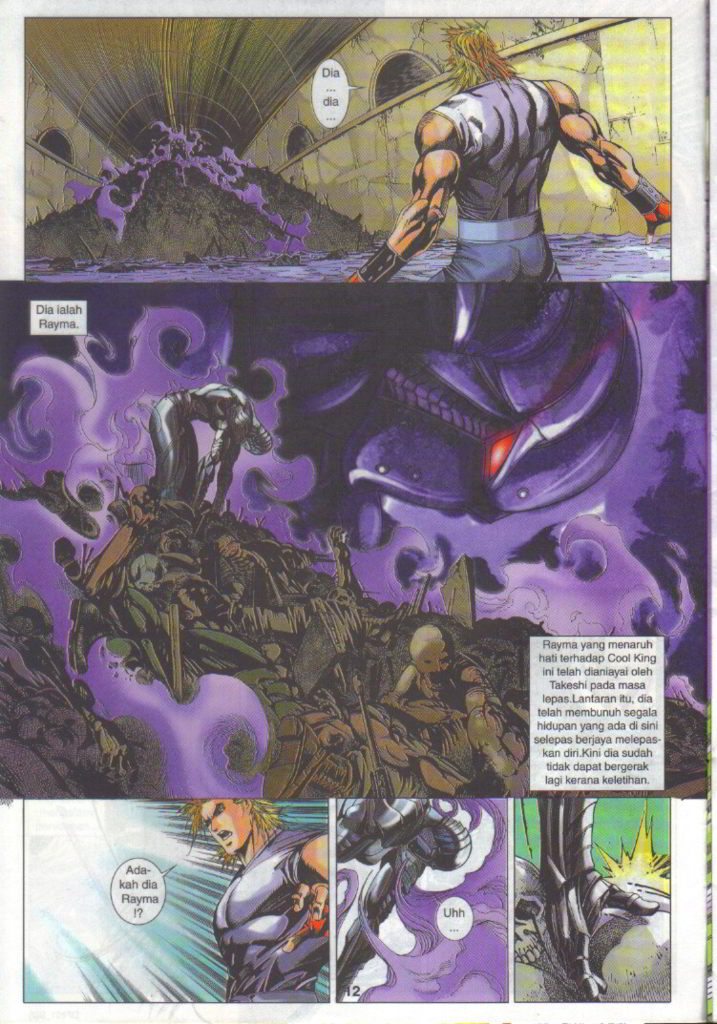 Dia
...
dia
...
Dia ialah
Rayma.
Rayma yang menaruh
hati terhadap Cool King
ini telah dianiayai oleh
Takeshi pada masa
lepas.Lantaran itu, dia
telah membunuh segala
hidupan yang ada di sini
selepas berjaya melepas-
kan diri.Kini dia sudah
tidak dapat bergerak
lagi kerana keletihan.
Ada-
kah dia
Rayma
!?
Uhh
...
12